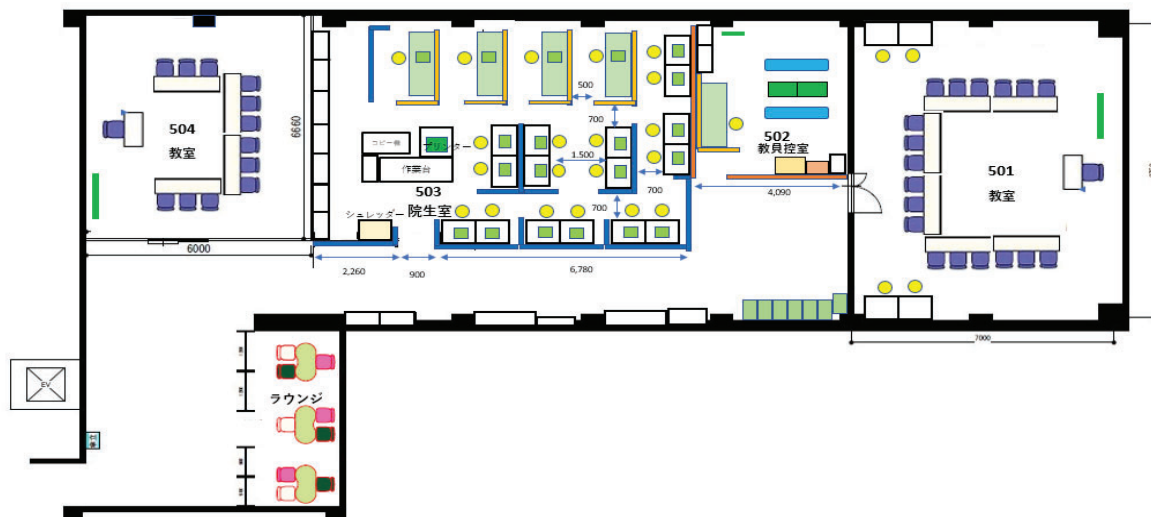 504
教室
6660
6000
コピー機
プリンター
作業台
503
院生室
シュレッダー
500
700
1.500
700
700
2,260
900
6,780
502
教員控室
4,090
501
教室
7000
EV
ラウンジ